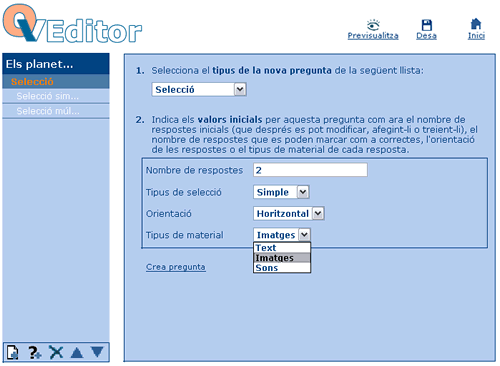 QVEditor
Previsualitza
Desa
Inici
Els planet...
Selecció
Selecció sim...
Selecció múl...
1. Selecciona el tipus de la nova pregunta de la següent llista:
Selecció
2. Indica els valors inicials per aquesta pregunta com ara el nombre de
respostes inicials (que després es pot modificar, afegint-li o treient-li), el
nombre de respostes que es poden marcar com a correctes, l'orientació
de les respostes o el tipus de material de cada resposta.
Nombre de respostes 2
Tipus de selecció Simple
Orientació Horitzontal
Tipus de material Imatges
Text
Imatges
Sons
Crea pregunta